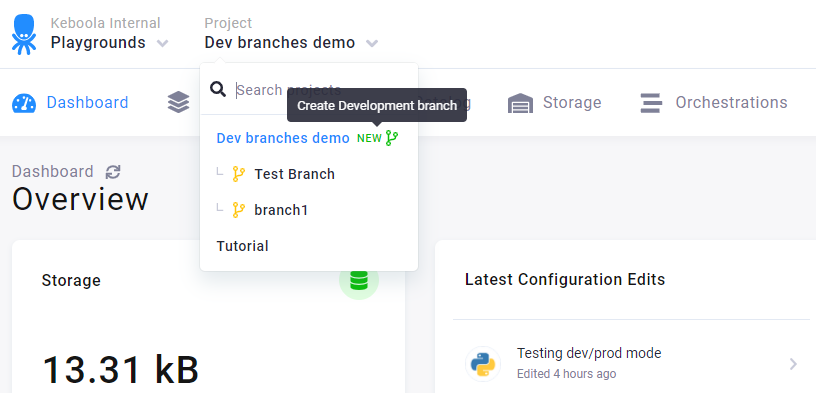 Keboola Internal
Playgrounds
Project
Dev branches demo
Dashboard
Storage
Orchestrations
Search projects
Create Development branch
Dev branches demo NEW
Test Branch
branch1
Tutorial
Dashboard
Overview
Storage
13.31 kB
Latest Configuration Edits
Testing dev/prod mode
Edited 4 hours ago